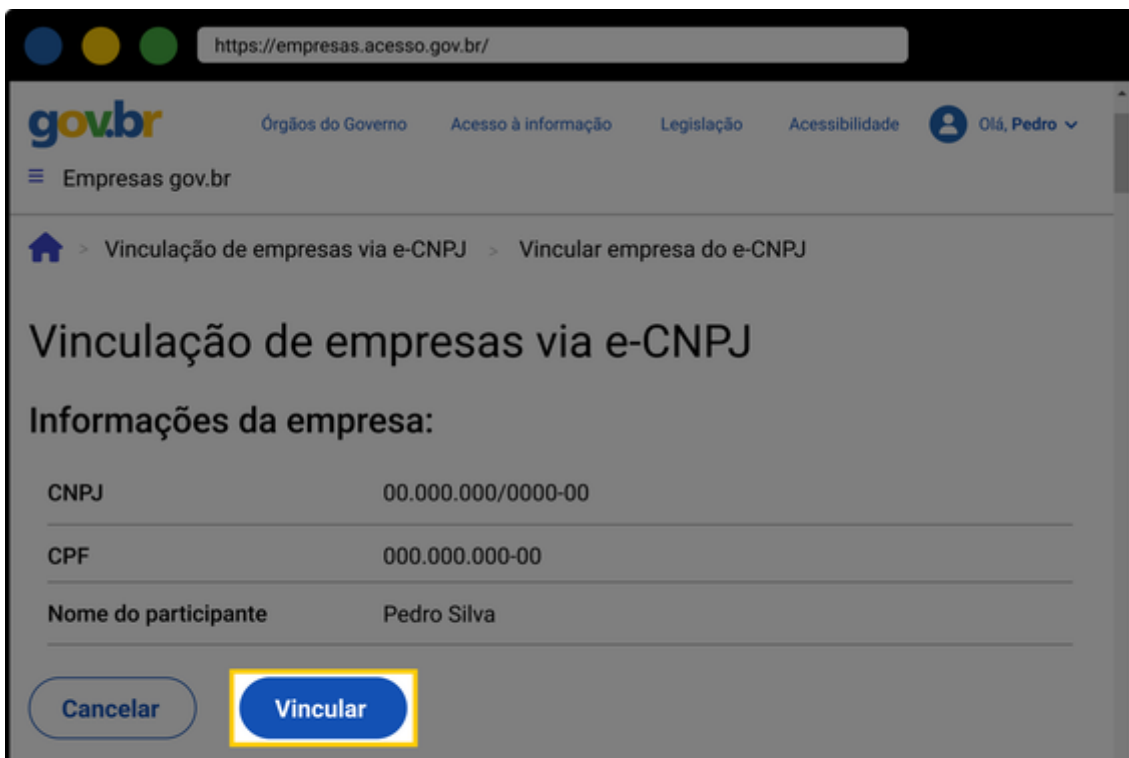 https://empresas.acesso.gov.br/
gov.br Órgãos do Governo Acesso à informação Legislação Acessibilidade Olá, Pedro
Empresas gov.br
> Vinculação de empresas via e-CNPJ > Vincular empresa do e-CNPJ
Vinculação de empresas via e-CNPJ
Informações da empresa:
CNPJ 00.000.000/0000-00
CPF 000.000.000-00
Nome do participante Pedro Silva
Cancelar Vincular